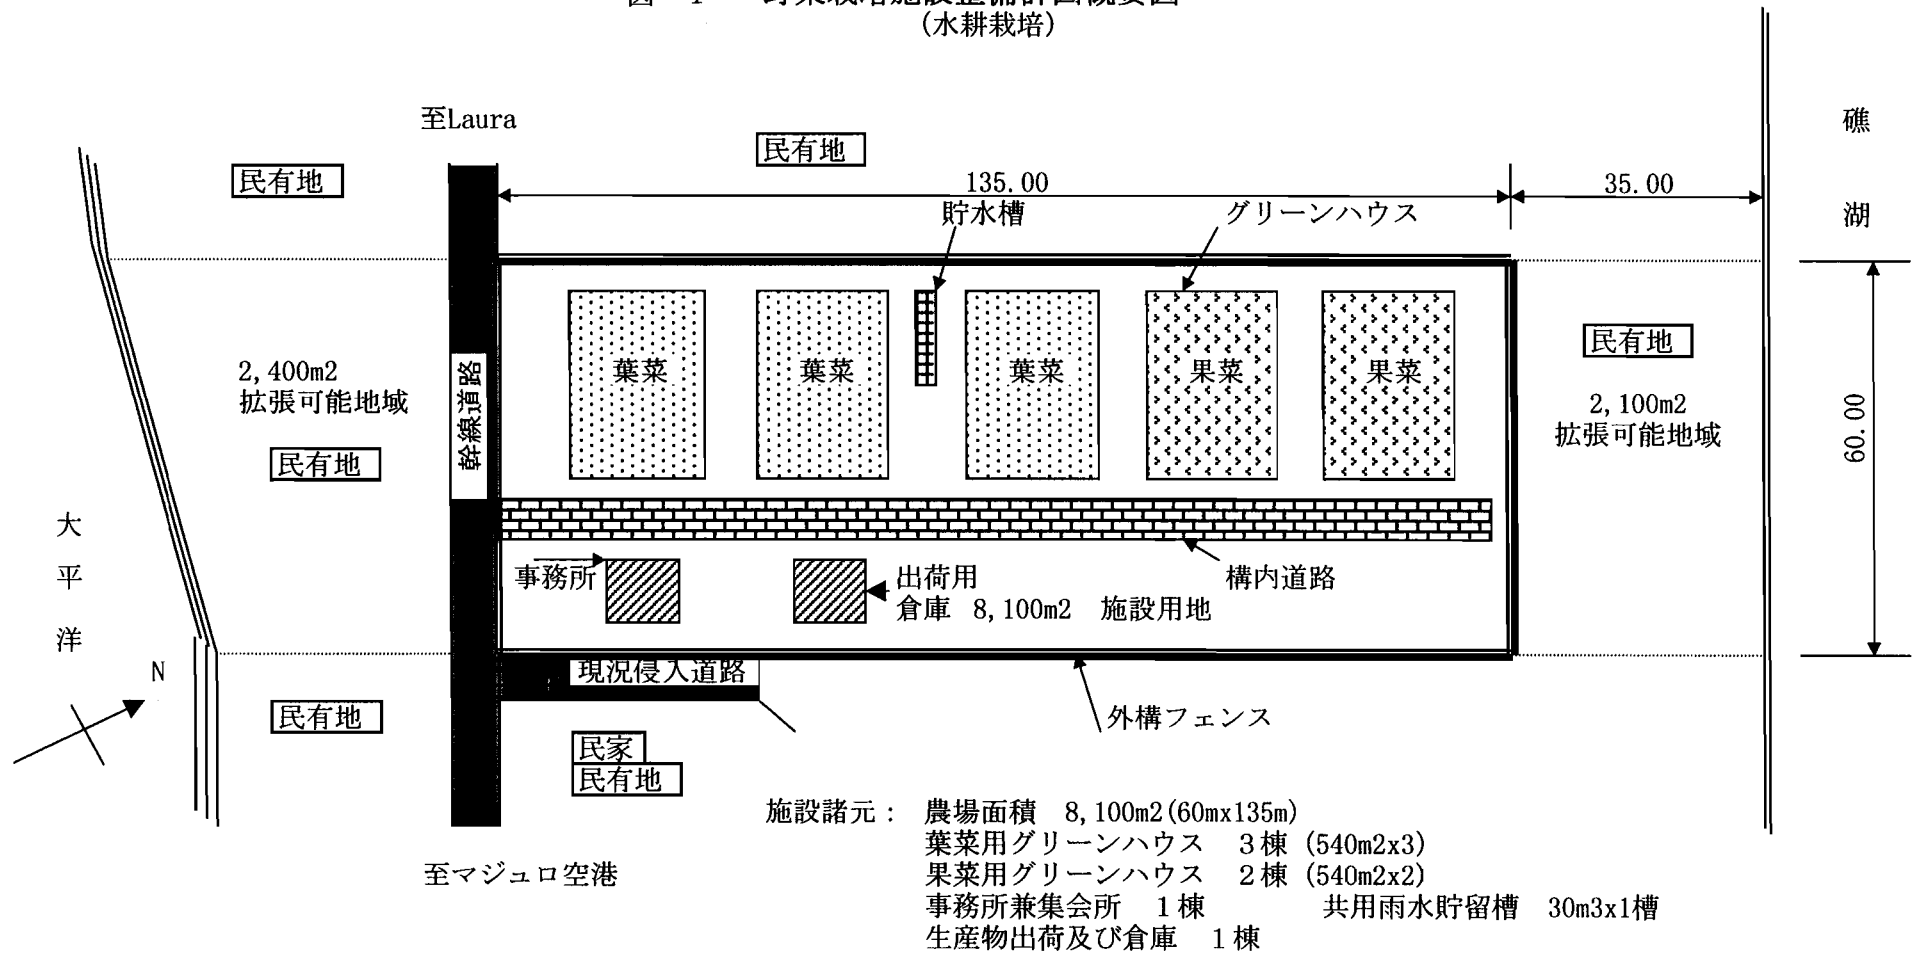 (水耕栽培)
至Laura
民有地
民有地
135.00
35.00
礁湖
貯水槽
グリーンハウス
葉菜
葉菜
葉菜
果菜
果菜
幹線道路
2,400m2
拡張可能地域
民有地
民有地
2,100m2
拡張可能地域
60.00
大平洋
N
事務所
出荷用
倉庫 8,100m2 施設用地
構内道路
現況侵入道路
民有地
外構フェンス
民家
民有地
施設諸元: 農場面積 8,100m2(60mx135m)
葉菜用グリーンハウス 3棟 (540m2x3)
果菜用グリーンハウス 2棟 (540m2x2)
事務所兼集会所 1棟 共用雨水貯留槽 30m3x1槽
生産物出荷及び倉庫 1棟
至マジュロ空港